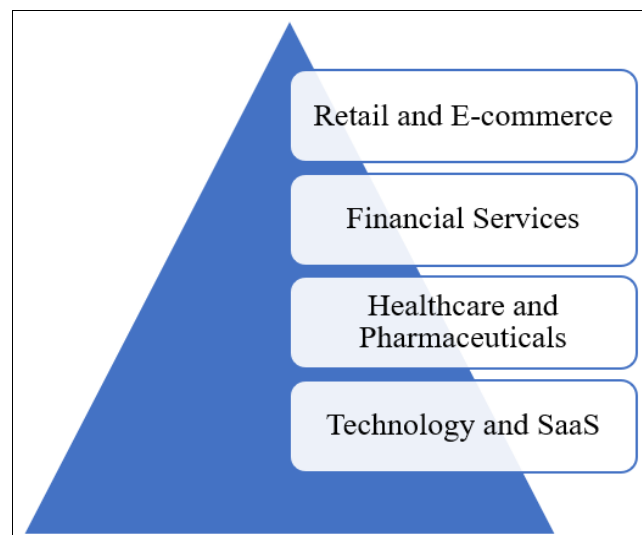 Retail and E-commerce
Financial Services
Healthcare and
Pharmaceuticals
Technology and SaaS